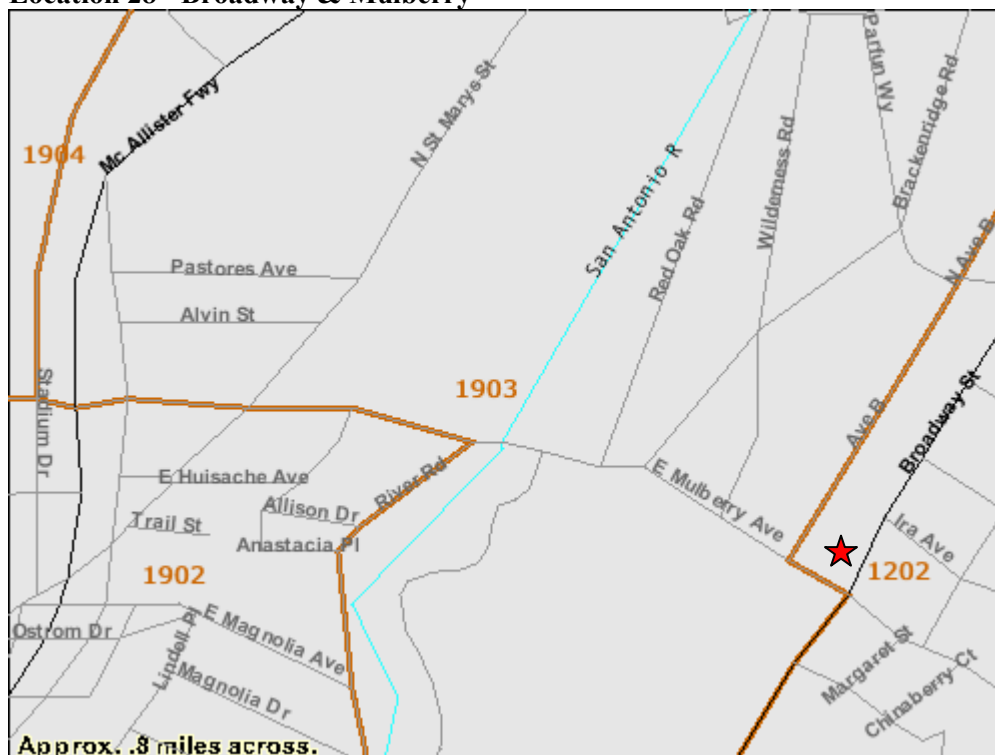 Location 28 - Broadway & Mulberry
Mc Allister Fwy
N St Marys St
Parfun Wy
Brackenridge Rd
1904
San Antonio R
Wilderness Rd
Red Oak Rd
N Ave B
Pastores Ave
Alvin St
Stadium Dr
1903
Ave B
Broadway St
E Huisache Ave
River Rd
E Mulberry Ave
Allison Dr
Trail St
Anastacia Pl
Ira Ave
1902
1202
Ostrom Dr
Lindell Pl
E Magnolia Ave
Margaret St
Magnolia Dr
Chinaberry Ct
Approx. .8 miles across.